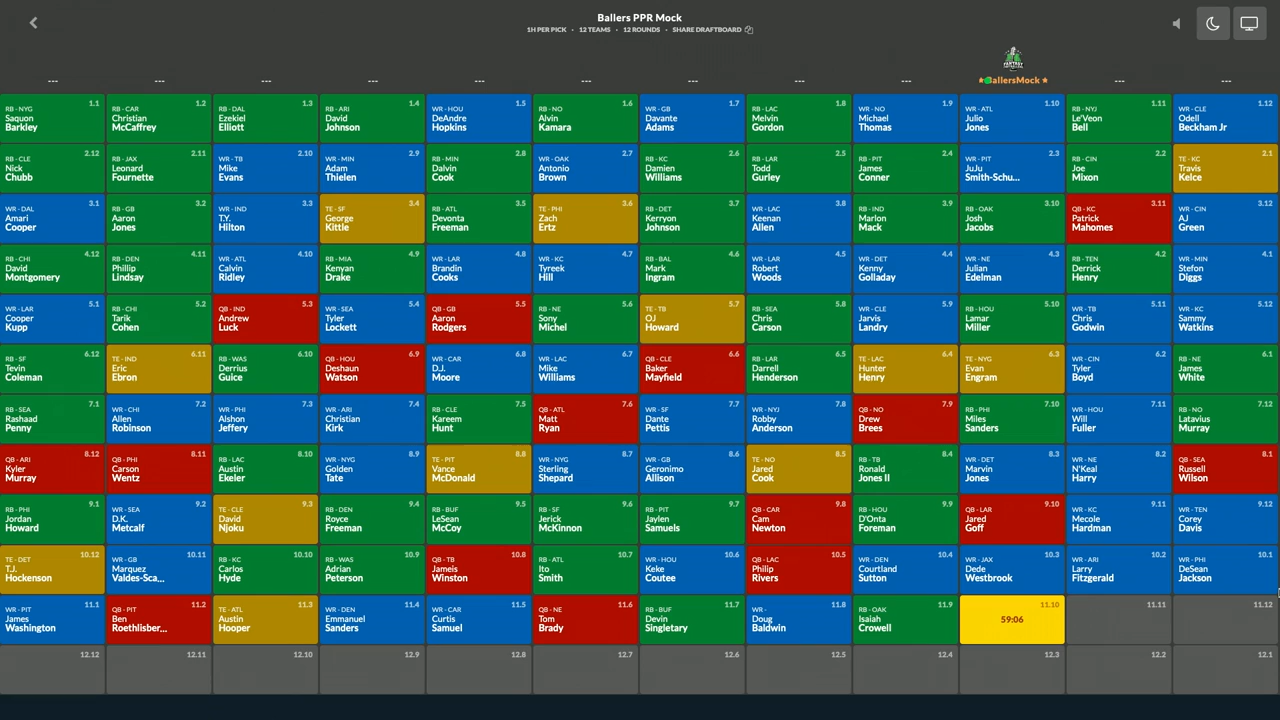 Ballers PPR Mock
1H PER PICK • 12 TEAMS • 12 ROUNDS • SHARE DRAFTBOARD
FANTASY
--- --- --- --- --- --- --- --- --- BallersMock --- ---
RB - NYG 1.1 RB - CAR 1.2 RB - DAL 1.3 RB - ARI 1.4 WR - HOU 1.5 RB - NO 1.6 WR - GB 1.7 RB - LAC 1.8 WR - NO 1.9 WR - ATL 1.10 RB - NYJ 1.11 WR - CLE 1.12
Saquon Christian Ezekiel David DeAndre Alvin Davante Melvin Michael Julio Le'Veon Odell
Barkley McCaffrey Elliott Johnson Hopkins Kamara Adams Gordon Thomas Jones Bell Beckham Jr
RB - CLE 2.12 RB - JAX 2.11 WR - TB 2.10 WR - MIN 2.9 RB - MIN 2.8 WR - OAK 2.7 RB - KC 2.6 RB - LAR 2.5 RB - PIT 2.4 WR - PIT 2.3 RB - CIN 2.2 TE - KC 2.1
Nick Leonard Mike Adam Dalvin Antonio Damien Todd James JuJu Joe Travis
Chubb Fournette Evans Thielen Cook Brown Williams Gurley Conner Smith-Schu... Mixon Kelce
WR - DAL 3.1 RB - GB 3.2 WR - IND 3.3 TE - SF 3.4 RB - ATL 3.5 TE - PHI 3.6 RB - DET 3.7 WR - LAC 3.8 RB - IND 3.9 RB - OAK 3.10 QB - KC 3.11 WR - CIN 3.12
Amari Aaron T.Y. George Devonta Zach Kerryon Keenan Marlon Josh Patrick AJ
Cooper Jones Hilton Kittle Freeman Ertz Johnson Allen Mack Jacobs Mahomes Green
RB - CHI 4.12 RB - DEN 4.11 WR - ATL 4.10 RB - MIA 4.9 WR - LAR 4.8 WR - KC 4.7 RB - BAL 4.6 WR - LAR 4.5 WR - DET 4.4 WR - NE 4.3 RB - TEN 4.2 WR - MIN 4.1
David Phillip Calvin Kenyan Brandin Tyreek Mark Robert Kenny Julian Derrick Stefon
Montgomery Lindsay Ridley Drake Cooks Hill Ingram Woods Golladay Edelman Henry Diggs
WR - LAR 5.1 RB - CHI 5.2 QB - IND 5.3 WR - SEA 5.4 QB - GB 5.5 RB - NE 5.6 TE - TB 5.7 RB - SEA 5.8 WR - CLE 5.9 RB - HOU 5.10 WR - TB 5.11 WR - KC 5.12
Cooper Tarik Andrew Tyler Aaron Sony OJ Chris Jarvis Lamar Chris Sammy
Kupp Cohen Luck Lockett Rodgers Michel Howard Carson Landry Miller Godwin Watkins
RB - SF 6.12 TE - IND 6.11 RB - WAS 6.10 QB - HOU 6.9 WR - CAR 6.8 WR - LAC 6.7 QB - CLE 6.6 RB - LAR 6.5 TE - LAC 6.4 TE - NYG 6.3 WR - CIN 6.2 RB - NE 6.1
Tevin Eric Derrius Deshaun D.J. Mike Baker Darrell Hunter Evan Tyler James
Coleman Ebron Guice Watson Moore Williams Mayfield Henderson Henry Engram Boyd White
RB - SEA 7.1 WR - CHI 7.2 WR - PHI 7.3 WR - ARI 7.4 RB - CLE 7.5 QB - ATL 7.6 WR - SF 7.7 WR - NYJ 7.8 QB - NO 7.9 RB - PHI 7.10 WR - HOU 7.11 RB - NO 7.12
Rashaad Allen Alshon Christian Kareem Matt Dante Robby Drew Miles Will Latavius
Penny Robinson Jeffery Kirk Hunt Ryan Pettis Anderson Brees Sanders Fuller Murray
QB - ARI 8.12 QB - PHI 8.11 RB - LAC 8.10 WR - NYG 8.9 TE - PIT 8.8 WR - NYG 8.7 WR - GB 8.6 TE - NO 8.5 RB - TB 8.4 WR - DET 8.3 WR - NE 8.2 QB - SEA 8.1
Kyler Carson Austin Golden Vance Sterling Geronimo Jared Ronald Marvin N'Keal Russell
Murray Wentz Ekeler Tate McDonald Shepard Allison Cook Jones II Jones Harry Wilson
RB - PHI 9.1 WR - SEA 9.2 TE - CLE 9.3 RB - DEN 9.4 RB - BUF 9.5 RB - SF 9.6 RB - PIT 9.7 QB - CAR 9.8 RB - HOU 9.9 QB - LAR 9.10 WR - KC 9.11 WR - TEN 9.12
Jordan D.K. David Royce LeSean Jerick Jaylen Cam D'Onta Jared Mecole Corey
Howard Metcalf Njoku Freeman McCoy McKinnon Samuels Newton Foreman Goff Hardman Davis
TE - DET 10.12 WR - GB 10.11 RB - KC 10.10 RB - WAS 10.9 QB - TB 10.8 RB - ATL 10.7 WR - HOU 10.6 QB - LAC 10.5 WR - DEN 10.4 WR - JAX 10.3 WR - ARI 10.2 WR - PHI 10.1
T.J. Marquez Carlos Adrian Jameis Ito Keke Philip Courtland Dede Larry DeSean
Hockenson Valdes-Sca... Hyde Peterson Winston Smith Coutee Rivers Sutton Westbrook Fitzgerald Jackson
WR - PIT 11.1 QB - PIT 11.2 TE - ATL 11.3 WR - DEN 11.4 WR - CAR 11.5 QB - NE 11.6 RB - BUF 11.7 WR - 11.8 RB - OAK 11.9 11.10 11.11 11.12
James Ben Austin Emmanuel Curtis Tom Devin Doug Isaiah 59:06
Washington Roethlisber... Hooper Sanders Samuel Brady Singletary Baldwin Crowell
12.12 12.11 12.10 12.9 12.8 12.7 12.6 12.5 12.4 12.3 12.2 12.1